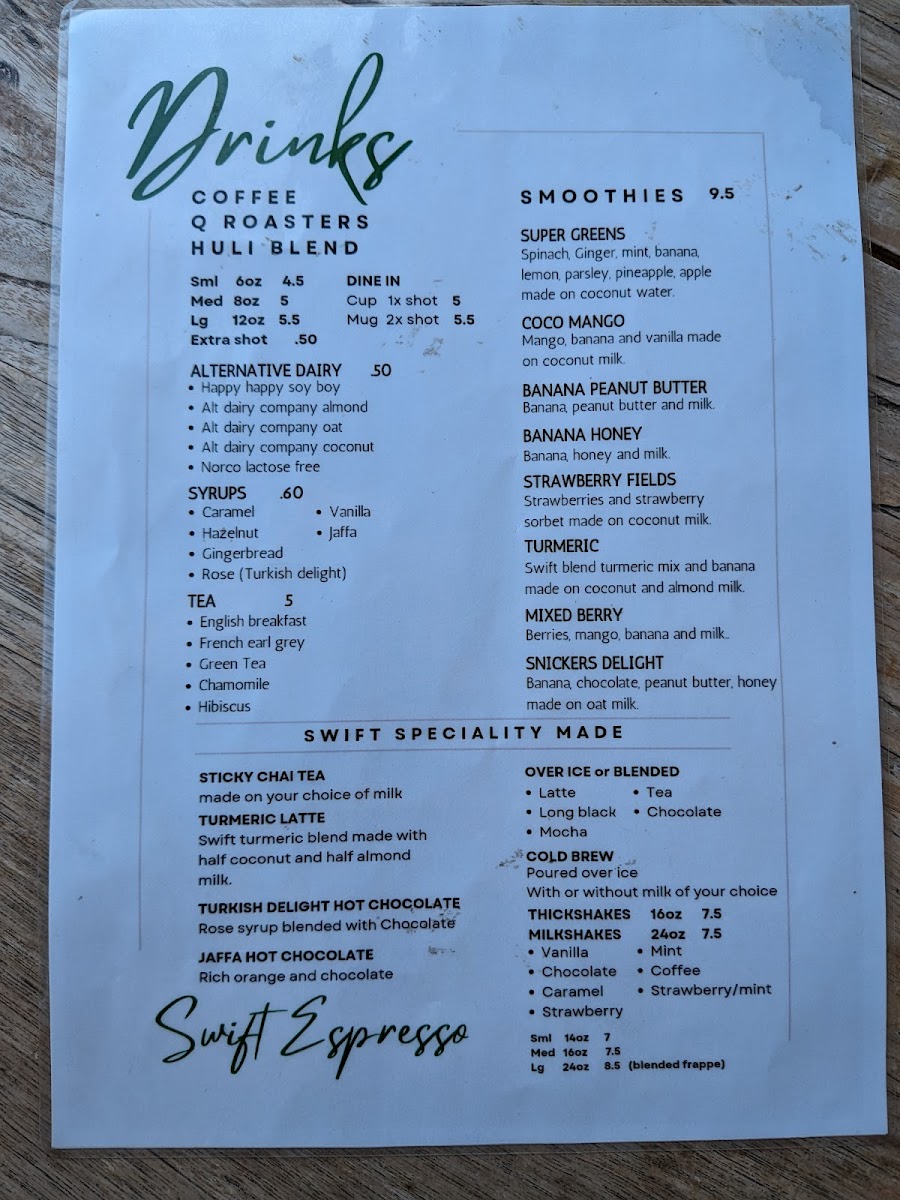 Drinks
COFFEE
Q ROASTERS
HULI BLEND
Sml 6oz 4.5
Med 8oz 5
Lg 12oz 5.5
Extra shot .50
DINE IN
Cup 1x shot 5
Mug 2x shot 5.5
ALTERNATIVE DAIRY .50
• Happy happy soy boy
• Alt dairy company almond
• Alt dairy company oat
• Alt dairy company coconut
• Norco lactose free
SYRUPS .60
• Caramel • Vanilla
• Hazelnut • Jaffa
• Gingerbread
• Rose (Turkish delight)
TEA 5
• English breakfast
• French earl grey
• Green Tea
• Chamomile
• Hibiscus
SMOOTHIES 9.5
SUPER GREENS
Spinach, Ginger, mint, banana,
lemon, parsley, pineapple, apple
made on coconut water.
COCO MANGO
Mango, banana and vanilla made
on coconut milk.
BANANA PEANUT BUTTER
Banana, peanut butter and milk.
BANANA HONEY
Banana, honey and milk.
STRAWBERRY FIELDS
Strawberries and strawberry
sorbet made on coconut milk.
TURMERIC
Swift blend turmeric mix and banana
made on coconut and almond milk.
MIXED BERRY
Berries, mango, banana and milk..
SNICKERS DELIGHT
Banana, chocolate, peanut butter, honey
made on oat milk.
SWIFT SPECIALITY MADE
STICKY CHAI TEA
made on your choice of milk
TURMERIC LATTE
Swift turmeric blend made with
half coconut and half almond
milk.
TURKISH DELIGHT HOT CHOCOLATE
Rose syrup blended with Chocolate
JAFFA HOT CHOCOLATE
Rich orange and chocolate
OVER ICE or BLENDED
• Latte • Tea
• Long black • Chocolate
• Mocha
COLD BREW
Poured over ice
With or without milk of your choice
THICKSHAKES 16oz 7.5
MILKSHAKES 24oz 7.5
• Vanilla • Mint
• Chocolate • Coffee
• Caramel • Strawberry/mint
• Strawberry
Sml 14oz 7
Med 16oz 7.5
Lg 24oz 8.5 (blended frappe)
Swift Espresso